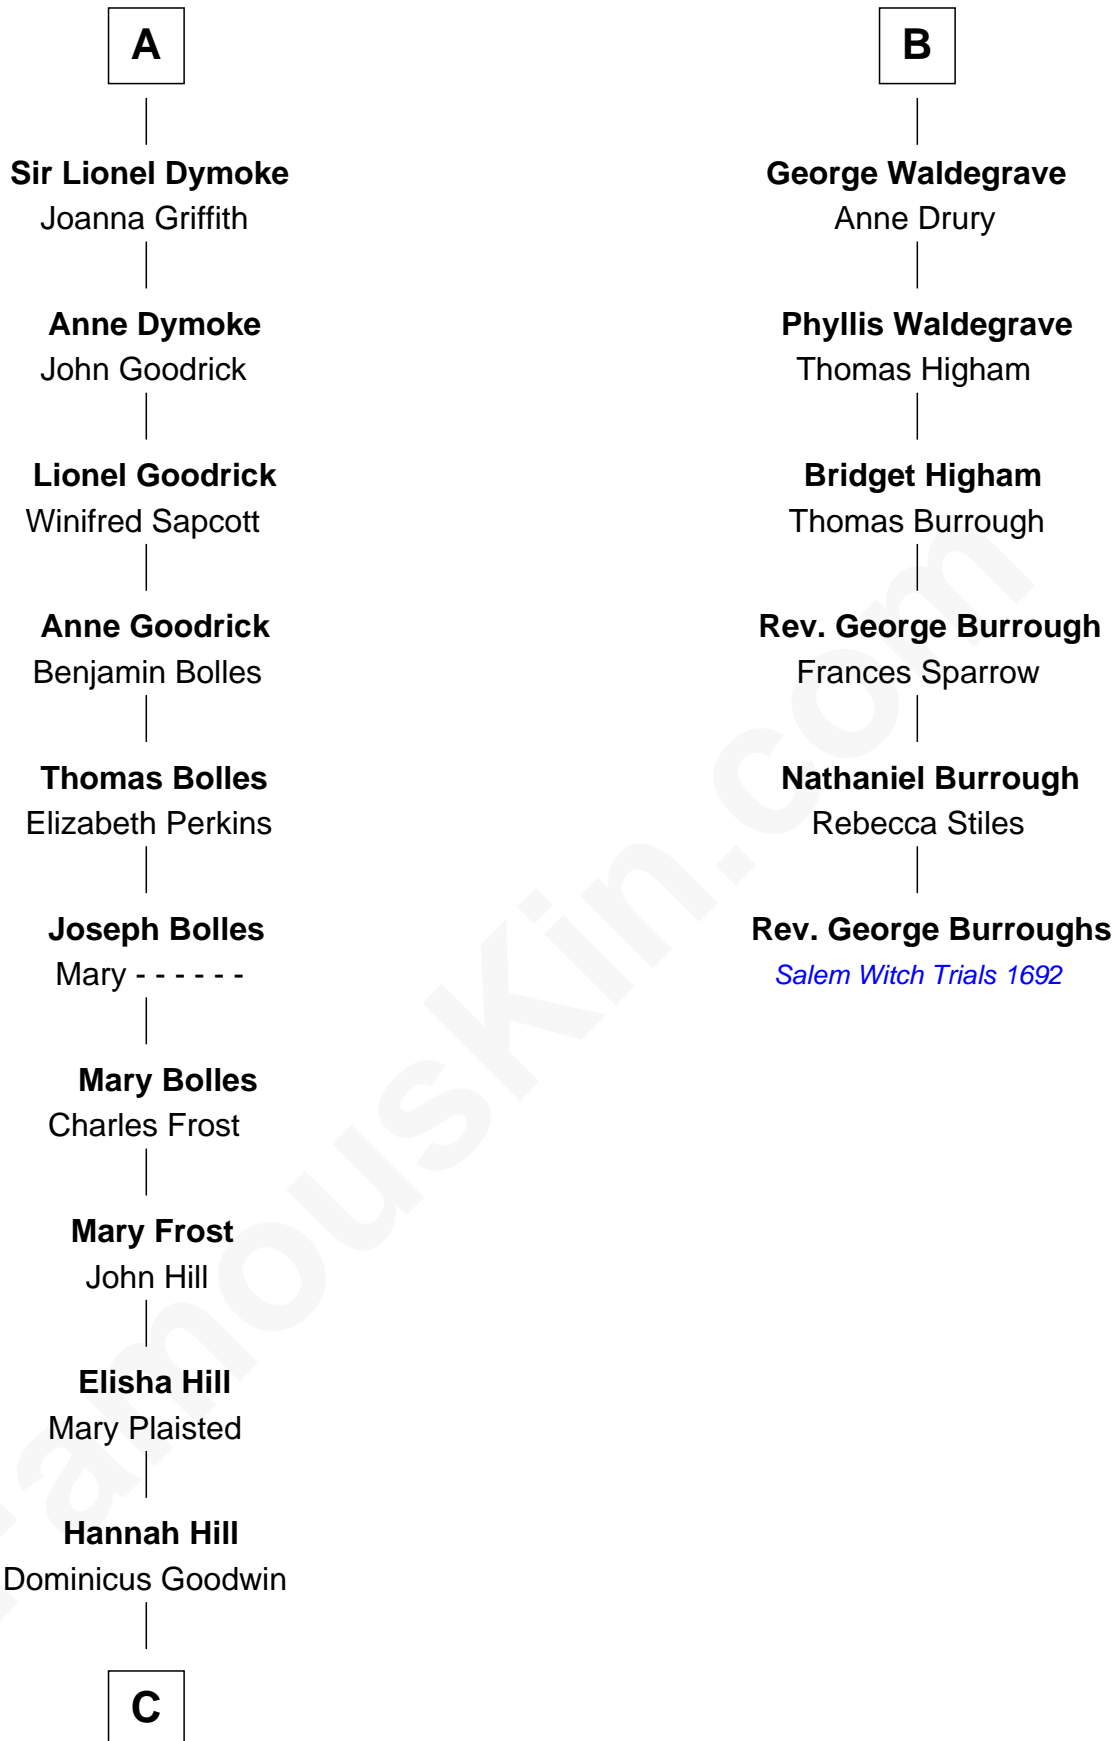 A
Sir Lionel Dymoke
Joanna Griffith
Anne Dymoke
John Goodrick
Lionel Goodrick
Winifred Sapcott
Anne Goodrick
Benjamin Bolles
Thomas Bolles
Elizabeth Perkins
Joseph Bolles
Mary - - - - - -
Mary Bolles
Charles Frost
Mary Frost
John Hill
Elisha Hill
Mary Plaisted
Hannah Hill
Dominicus Goodwin
C
B
George Waldegrave
Anne Drury
Phyllis Waldegrave
Thomas Higham
Bridget Higham
Thomas Burrough
Rev. George Burrough
Frances Sparrow
Nathaniel Burrough
Rebecca Stiles
Rev. George Burroughs
Salem Witch Trials 1692
FamousKin.com